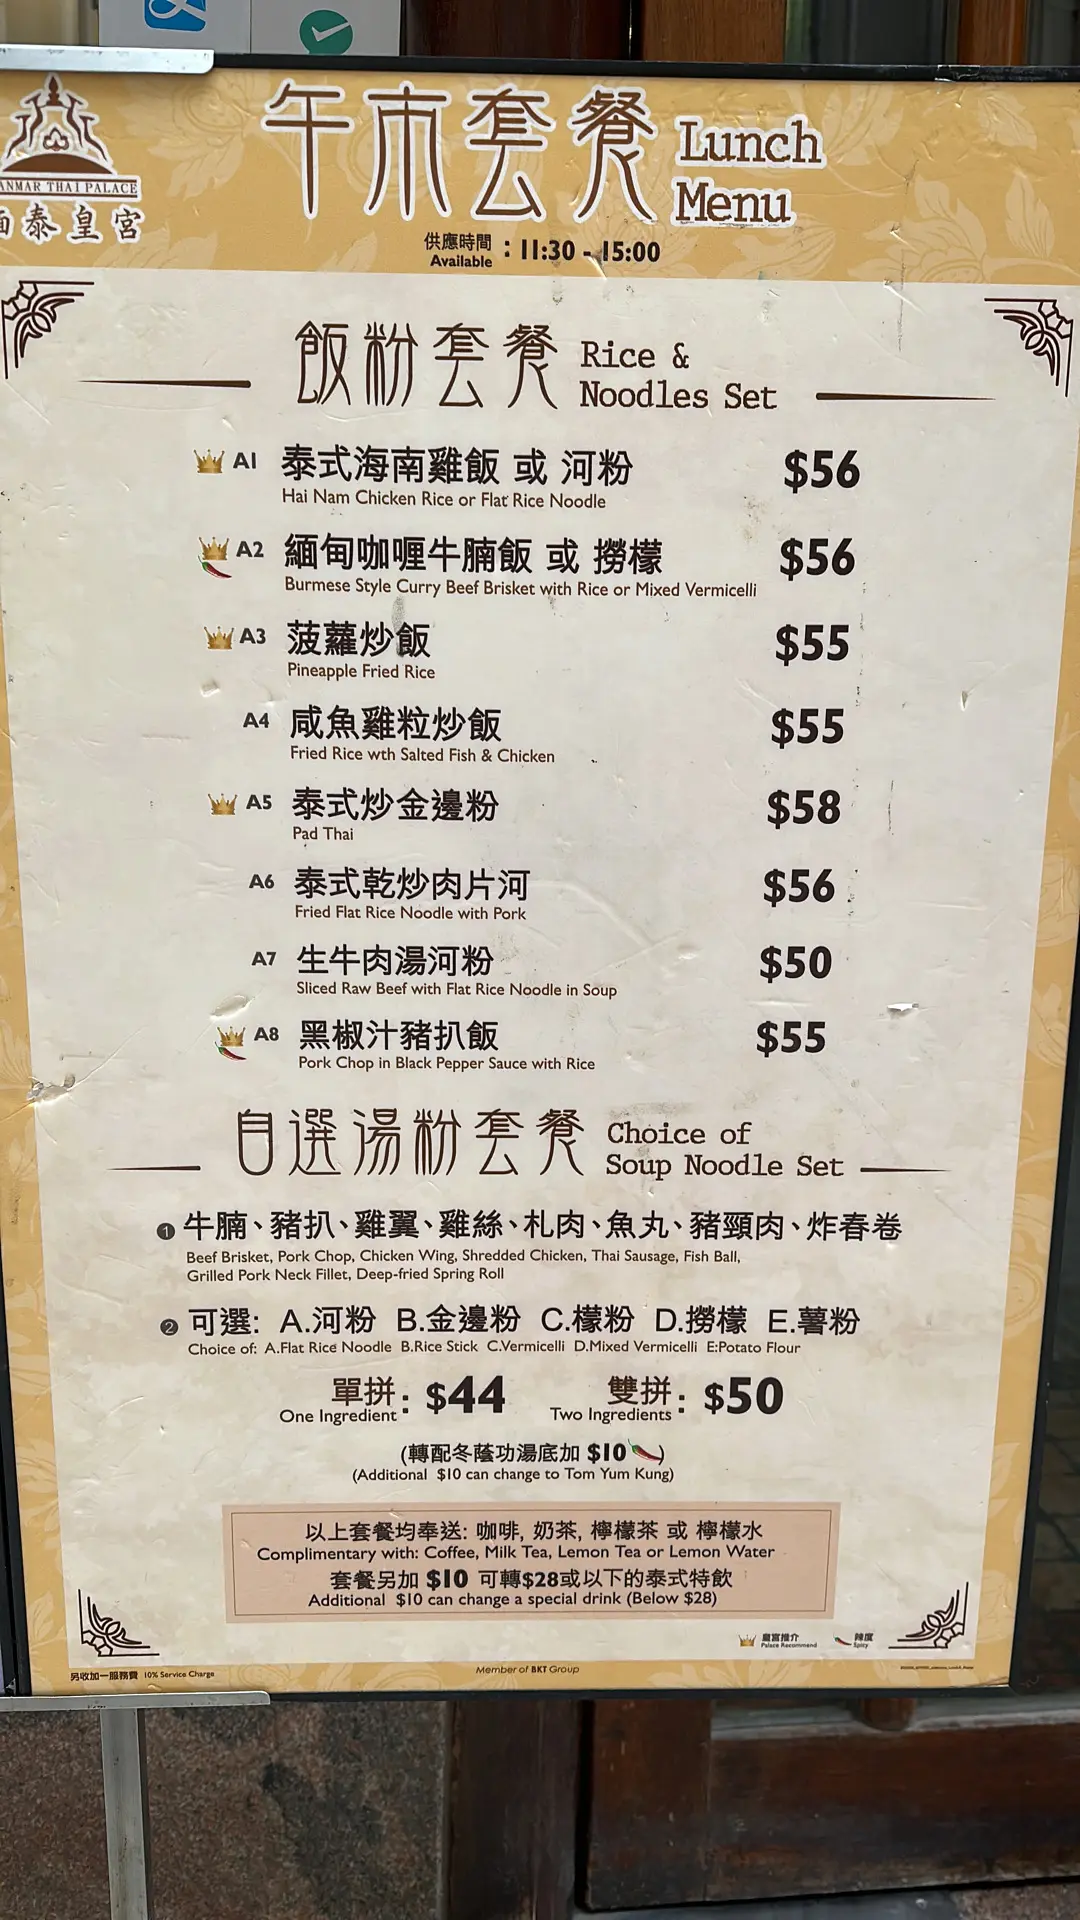 午市套餐 Lunch Menu
MYANMAR THAI PALACE
緬泰皇宮
供應時間 Available : 11:30 - 15:00
飯粉套餐 Rice & Noodles Set
A1 泰式海南雞飯 或 河粉 $56
Hai Nam Chicken Rice or Flat Rice Noodle
A2 緬甸咖喱牛腩飯 或 撈檬 $56
Burmese Style Curry Beef Brisket with Rice or Mixed Vermicelli
A3 菠蘿炒飯 $55
Pineapple Fried Rice
A4 咸魚雞粒炒飯 $55
Fried Rice wth Salted Fish & Chicken
A5 泰式炒金邊粉 $58
Pad Thai
A6 泰式乾炒肉片河 $56
Fried Flat Rice Noodle with Pork
A7 生牛肉湯河粉 $50
Sliced Raw Beef with Flat Rice Noodle in Soup
A8 黑椒汁豬扒飯 $55
Pork Chop in Black Pepper Sauce with Rice
自選湯粉套餐 Choice of Soup Noodle Set
1 牛腩、豬扒、雞翼、雞絲、札肉、魚丸、豬頸肉、炸春卷
Beef Brisket, Pork Chop, Chicken Wing, Shredded Chicken, Thai Sausage, Fish Ball,
Grilled Pork Neck Fillet, Deep-fried Spring Roll
2 可選: A.河粉 B.金邊粉 C.檬粉 D.撈檬 E.薯粉
Choice of: A.Flat Rice Noodle B.Rice Stick C.Vermicelli D.Mixed Vermicelli E:Potato Flour
單拼 One Ingredient : $44 雙拼 Two Ingredients : $50
(轉配冬蔭功湯底加 $10)
(Additional $10 can change to Tom Yum Kung)
以上套餐均奉送: 咖啡, 奶茶, 檸檬茶 或 檸檬水
Complimentary with: Coffee, Milk Tea, Lemon Tea or Lemon Water
套餐另加 $10 可轉$28或以下的泰式特飲
Additional $10 can change a special drink (Below $28)
皇宮推介 Palace Recommend 辣度 Spicy
另收加一服務費 10% Service Charge
Member of BKT Group